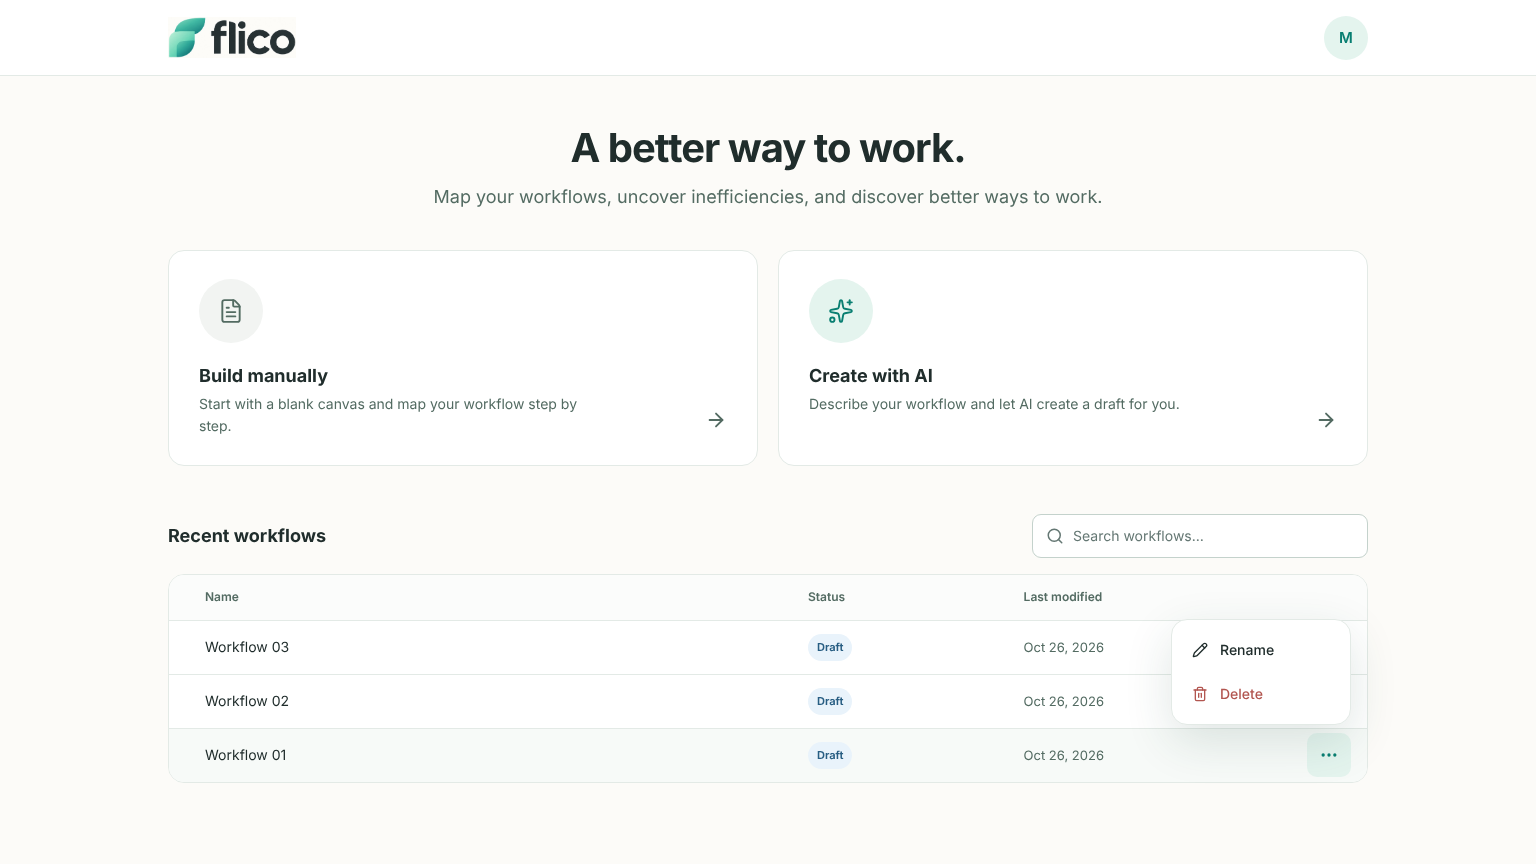 flico
M
A better way to work.
Map your workflows, uncover inefficiencies, and discover better ways to work.
Build manually
Start with a blank canvas and map your workflow step by
step.
Create with AI
Describe your workflow and let AI create a draft for you.
Recent workflows
Search workflows...
Name Status Last modified
Workflow 03 Draft Oct 26, 2026
Rename
Workflow 02 Draft Oct 26, 2026
Delete
Workflow 01 Draft Oct 26, 2026